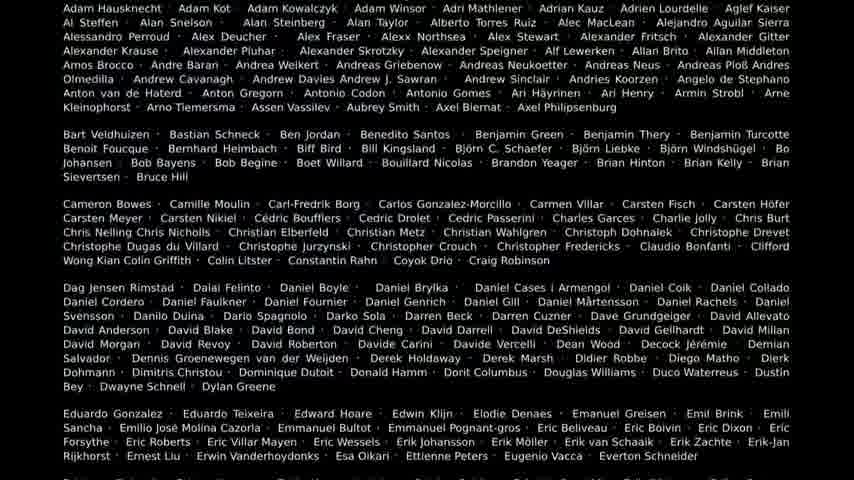 Adam Hausknecht · Adam Kot · Adam Kowalczyk · Adam Winsor · Adri Mathlener · Adrian Kauz · Adrien Lourdelle · Aglef Kaiser
Al Steffen · Alan Snelson · Alan Steinberg · Alan Taylor · Alberto Torres Ruiz · Alec MacLean · Alejandro Aguilar Sierra
Alessandro Perroud · Alex Deucher · Alex Fraser · Alexx Northsea · Alex Stewart · Alexander Fritsch · Alexander Gitter
Alexander Krause · Alexander Pluhar · Alexander Skrotzky · Alexander Speigner · Alf Lewerken · Allan Brito · Allan Middleton
Amos Brocco · Andre Baran · Andrea Weikert · Andreas Griebenow · Andreas Neukoetter · Andreas Neus · Andreas Ploß Andres
Olmedilla · Andrew Cavanagh · Andrew Davies Andrew J. Sawran · Andrew Sinclair · Andries Koorzen · Angelo de Stephano
Anton van de Haterd · Anton Gregorn · Antonio Codon · Antonio Gomes · Ari Häyrinen · Ari Henry · Armin Strobl · Arne
Kleinophorst · Arno Tiemersma · Assen Vassilev · Aubrey Smith · Axel Biernat · Axel Philipsenburg
Bart Veldhuizen · Bastian Schneck · Ben Jordan · Benedito Santos · Benjamin Green · Benjamin Thery · Benjamin Turcotte
Benoit Foucque · Bernhard Heimbach · Biff Bird · Bill Kingsland · Björn C. Schaefer · Björn Liebke · Björn Windshügel · Bo
Johansen · Bob Bayens · Bob Begine · Boet Willard · Bouillard Nicolas · Brandon Yeager · Brian Hinton · Brian Kelly · Brian
Sievertsen · Bruce Hill
Cameron Bowes · Camille Moulin · Carl-Fredrik Borg · Carlos Gonzalez-Morcillo · Carmen Villar · Carsten Fisch · Carsten Höfer
Carsten Meyer · Carsten Nikiel · Cédric Boufflers · Cedric Drolet · Cedric Passerini · Charles Garces · Charlie Jolly · Chris Burt
Chris Nelling Chris Nicholls · Christian Elberfeld · Christian Metz · Christian Wahlgren · Christoph Dohnalek · Christophe Drevet
Christophe Dugas du Villard · Christophe Jurzynski · Christopher Crouch · Christopher Fredericks · Claudio Bonfanti · Clifford
Wong Kian Colin Griffith · Colin Litster · Constantin Rahn · Coyok Drio · Craig Robinson
Dag Jensen Rimstad · Dalai Felinto · Daniel Boyle · Daniel Brylka · Daniel Cases i Armengol · Daniel Coik · Daniel Collado
Daniel Cordero · Daniel Faulkner · Daniel Fournier · Daniel Genrich · Daniel Gill · Daniel Mårtensson · Daniel Rachels · Daniel
Svensson · Danilo Duina · Dario Spagnolo · Darko Sola · Darren Beck · Darren Cuzner · Dave Grundgeiger · David Allevato
David Anderson · David Blake · David Bond · David Cheng · David Darrell · David DeShields · David Gellhardt · David Millan
David Morgan · David Revoy · David Roberton · Davide Carini · Davide Vercelli · Dean Wood · Decock Jérémie · Demian
Salvador · Dennis Groenewegen van der Weijden · Derek Holdaway · Derek Marsh · Didier Robbe · Diego Matho · Dierk
Dohmann · Dimitris Christou · Dominique Dutoit · Donald Hamm · Dorit Columbus · Douglas Williams · Duco Waterreus · Dustin
Bey · Dwayne Schnell · Dylan Greene
Eduardo Gonzalez · Eduardo Teixeira · Edward Hoare · Edwin Klijn · Elodie Denaes · Emanuel Greisen · Emil Brink · Emili
Sancha · Emilio José Molina Cazorla · Emmanuel Bultot · Emmanuel Pognant-gros · Eric Beliveau · Eric Boivin · Eric Dixon · Eric
Forsythe · Eric Roberts · Eric Villar Mayen · Eric Wessels · Erik Johansson · Erik Möller · Erik van Schaaik · Erik Zachte · Erik-Jan
Rijkhorst · Ernest Liu · Erwin Vanderhoydonks · Esa Oikari · Ettienne Peters · Eugenio Vacca · Everton Schneider